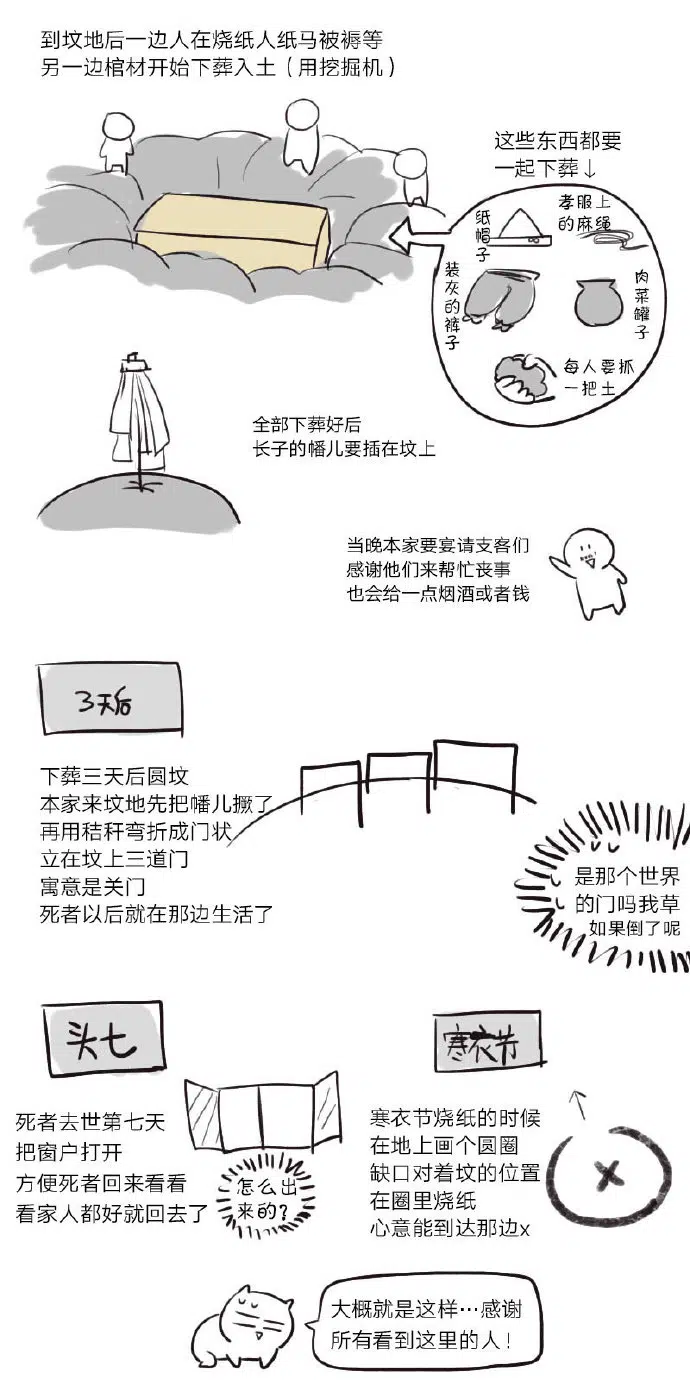 到坟地后一边人在烧纸人纸马被褥等
另一边棺材开始下葬入土（用挖掘机）
这些东西都要
一起下葬↓
纸帽子
孝服上
的麻绳
装灰的裤子
肉菜罐子
每人要抓
一把土
全部下葬好后
长子的幡儿要插在坟上
当晚本家要宴请支客们
感谢他们来帮忙丧事
也会给一点烟酒或者钱
3天后
下葬三天后圆坟
本家来坟地先把幡儿撅了
再用秸秆弯折成门状
立在坟上三道门
寓意是关门
死者以后就在那边生活了
是那个世界
的门吗我草
如果倒了呢
头七
死者去世第七天
把窗户打开
方便死者回来看看
看家人都好就回去了
怎么出
来的?
寒衣节
寒衣节烧纸的时候
在地上画个圆圈
缺口对着坟的位置
在圈里烧纸
心意能到达那边x
大概就是这样…感谢
所有看到这里的人！